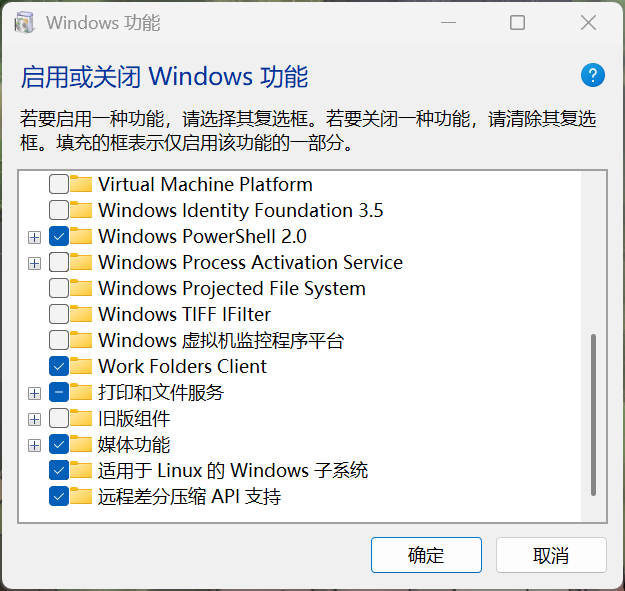 Windows 功能
启用或关闭 Windows 功能
?
若要启用一种功能，请选择其复选框。若要关闭一种功能，请清除其复选
框。填充的框表示仅启用该功能的一部分。
Virtual Machine Platform
Windows Identity Foundation 3.5
Windows PowerShell 2.0
Windows Process Activation Service
Windows Projected File System
Windows TIFF IFilter
Windows 虚拟机监控程序平台
Work Folders Client
打印和文件服务
旧版组件
媒体功能
适用于 Linux 的 Windows 子系统
远程差分压缩 API 支持
确定
取消